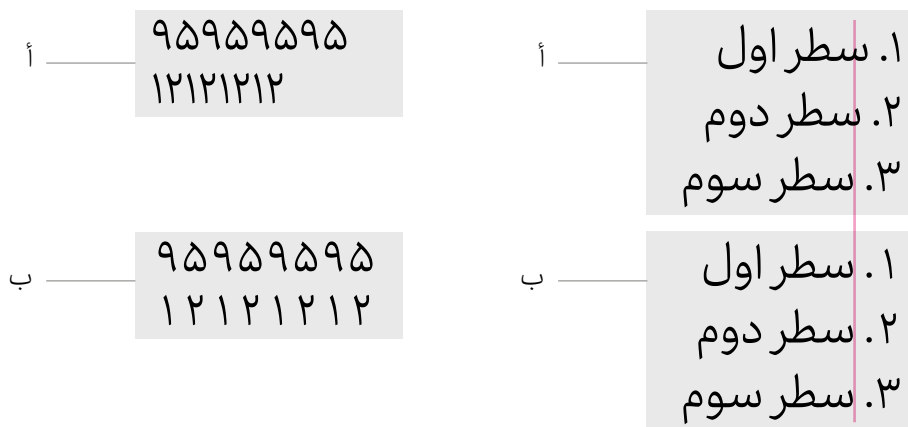 أ
۹۵۹۵۹۵۹۵
۱۲۱۲۱۲۱۲
ب
۹۵۹۵۹۵۹۵
۱۲۱۲۱۲۱۲
أ
۱. سطر اول
۲. سطر دوم
۳. سطر سوم
ب
۱. سطر اول
۲. سطر دوم
۳. سطر سوم